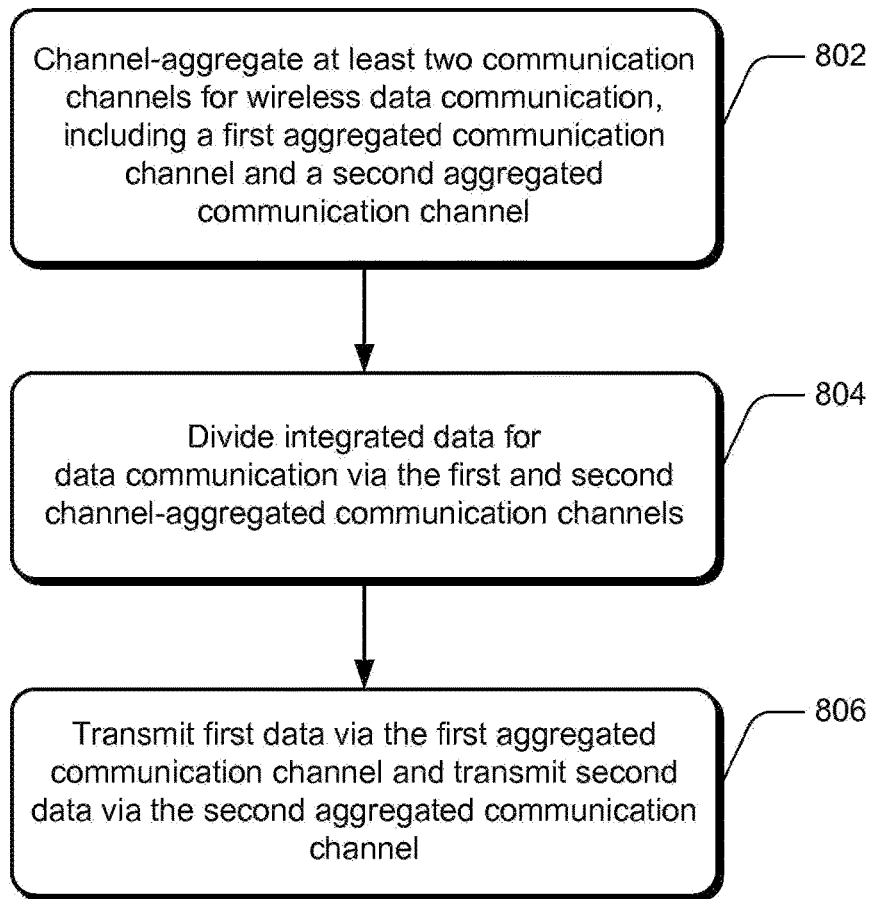 Channel-aggregate at least two communication
channels for wireless data communication,
including a first aggregated communication
channel and a second aggregated
communication channel
802
Divide integrated data for
data communication via the first and second
channel-aggregated communication channels
804
Transmit first data via the first aggregated
communication channel and transmit second
data via the second aggregated communication
channel
806